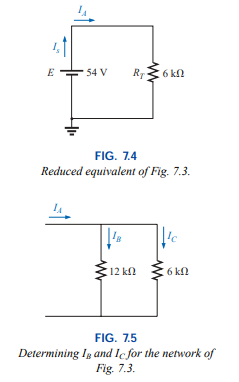 I_A
I_s
E
54 V
R_T
6 kΩ
FIG. 7.4
Reduced equivalent of Fig. 7.3.
I_A
I_B
I_C
12 kΩ
6 kΩ
FIG. 7.5
Determining I_B and I_C for the network of
Fig. 7.3.